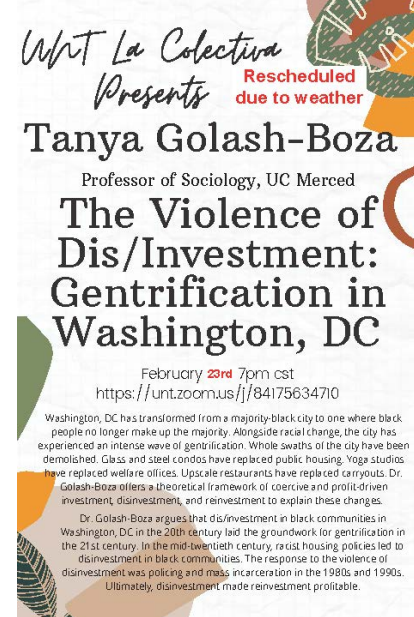 UNT La Colectiva
Presents
Rescheduled
due to weather
Tanya Golash-Boza
Professor of Sociology, UC Merced
The Violence of
Dis/Investment:
Gentrification in
Washington, DC
February 23rd 7pm cst
https://unt.zoom.us/j/84175634710
Washington, DC has transformed from a majority-black city to one where black
people no longer make up the majority. Alongside racial change, the city has
experienced an intense wave of gentrification. Whole swaths of the city have been
demolished. Glass and steel condos have replaced public housing. Yoga studios
have replaced welfare offices. Upscale restaurants have replaced carryouts. Dr.
Golash-Boza offers a theoretical framework of coercive and profit-driven
investment, disinvestment, and reinvestment to explain these changes.
Dr. Golash-Boza argues that dis/investment in black communities in
Washington, DC in the 20th century laid the groundwork for gentrification in
the 21st century. In the mid-twentieth century, racist housing policies led to
disinvestment in black communities. The response to the violence of
disinvestment was policing and mass incarceration in the 1980s and 1990s.
Ultimately, disinvestment made reinvestment profitable.